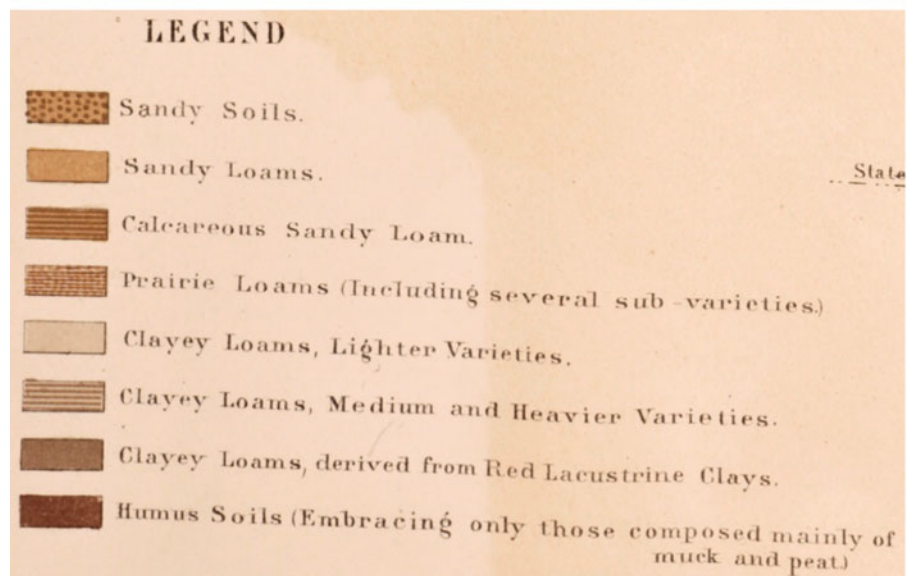 LEGEND
Sandy Soils.
Sandy Loams.
State
Calcareous Sandy Loam.
Prairie Loams (Including several sub-varieties.)
Clayey Loams, Lighter Varieties.
Clayey Loams, Medium and Heavier Varieties.
Clayey Loams, derived from Red Lacustrine Clays.
Humus Soils (Embracing only those composed mainly of
muck and peat.)